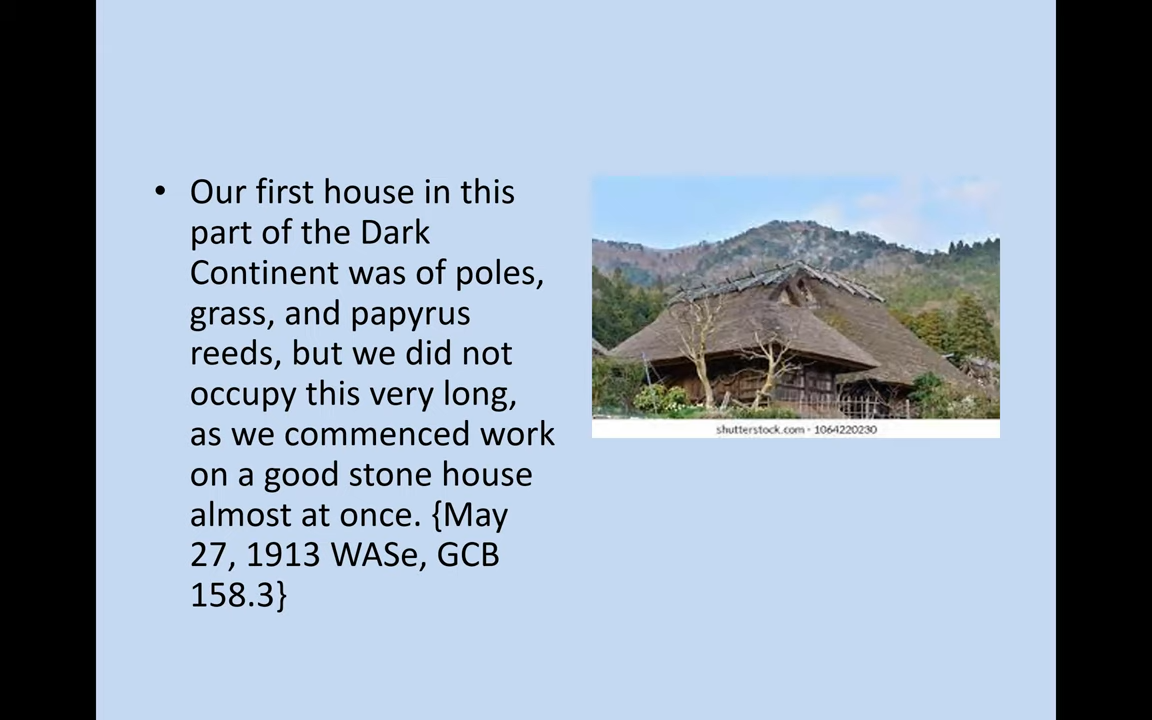 • Our first house in this
part of the Dark
Continent was of poles,
grass, and papyrus
reeds, but we did not
occupy this very long,
as we commenced work
on a good stone house
almost at once. {May
27, 1913 WASe, GCB
158.3}
shutterstock.com · 1064220230